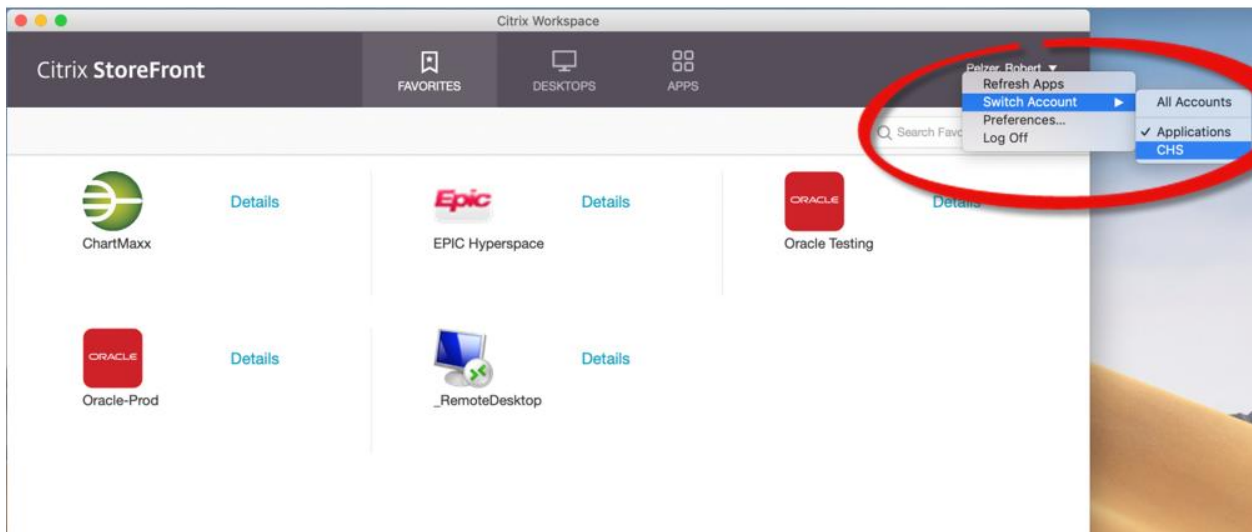 Citrix Workspace
Citrix StoreFront
FAVORITES
DESKTOPS
APPS
Pelzer, Robert
Refresh Apps
Switch Account
Preferences...
Log Off
All Accounts
Applications
CHS
Search Favo
ChartMaxx
Details
Epic
EPIC Hyperspace
Details
ORACLE
Oracle Testing
Details
ORACLE
Oracle-Prod
Details
_RemoteDesktop
Details